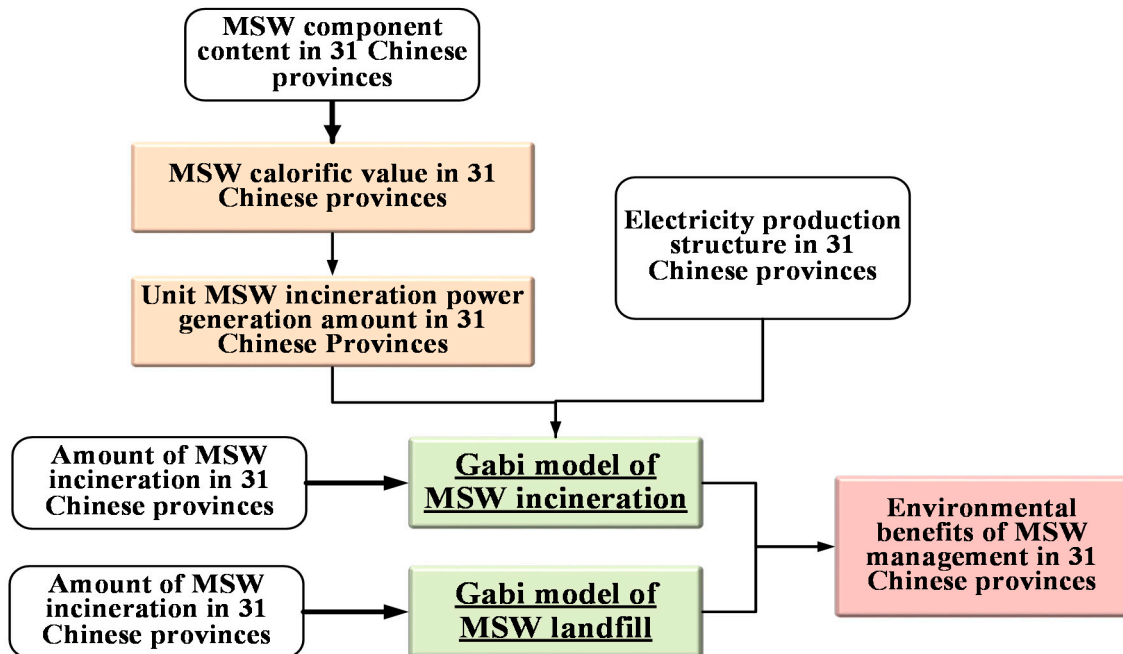 MSW component
content in 31 Chinese
provinces
MSW calorific value in 31
Chinese provinces
Electricity production
structure in 31
Chinese provinces
Unit MSW incineration power
generation amount in 31
Chinese Provinces
Amount of MSW
incineration in 31
Chinese provinces
Gabi model of
MSW incineration
Environmental
benefits of MSW
management in 31
Chinese provinces
Amount of MSW
incineration in 31
Chinese provinces
Gabi model of
MSW landfill